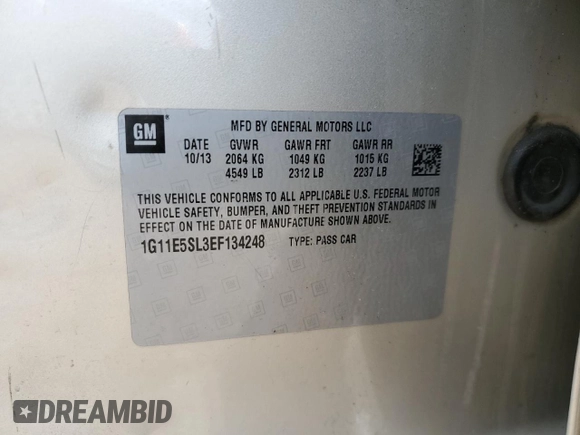 GM
MFD BY GENERAL MOTORS LLC
DATE GVWR GAWR FRT GAWR RR
10/13 2064 KG 1049 KG 1015 KG
4549 LB 2312 LB 2237 LB
THIS VEHICLE CONFORMS TO ALL APPLICABLE U.S. FEDERAL MOTOR
VEHICLE SAFETY, BUMPER, AND THEFT PREVENTION STANDARDS IN
EFFECT ON THE DATE OF MANUFACTURE SHOWN ABOVE.
1G11E5SL3EF134248 TYPE: PASS CAR
DREAMBID